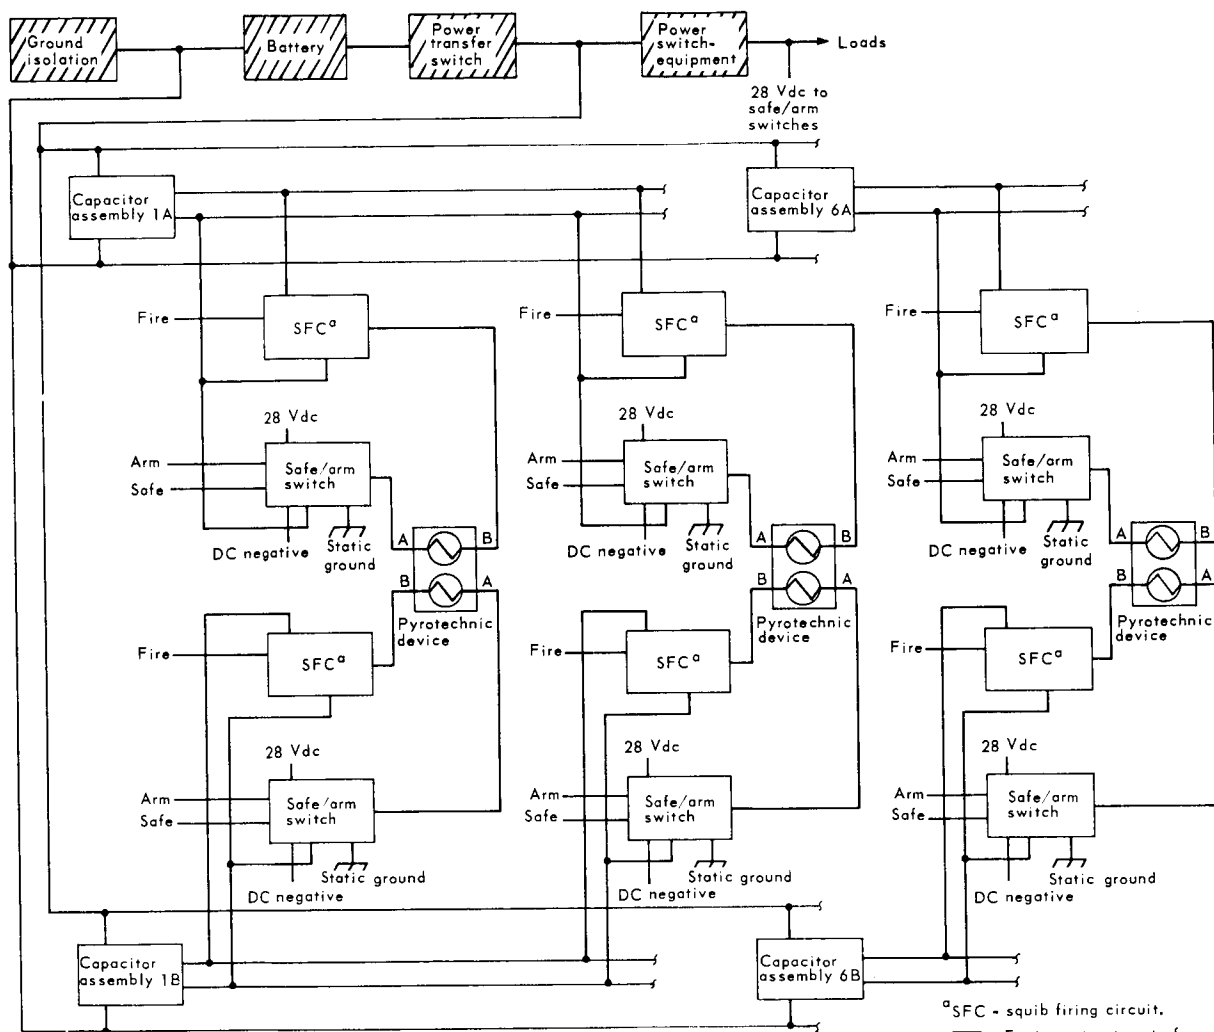 Ground
isolation
Battery
Power
transfer
switch
Power
switch-
equipment
Loads
28 Vdc to
safe/arm
switches
Capacitor
assembly 1A
Capacitor
assembly 6A
Fire
SFCa
Fire
SFCa
Fire
SFCa
28 Vdc
28 Vdc
28 Vdc
Arm
Safe
Safe/arm
switch
Arm
Safe
Safe/arm
switch
Arm
Safe
Safe/arm
switch
DC negative
Static
ground
A
B
DC negative
Static
ground
A
B
DC negative
Static
ground
A
B
B
A
B
A
B
A
Pyrotechnic
device
Pyrotechnic
device
Pyrotechnic
device
Fire
SFCa
Fire
SFCa
Fire
SFCa
28 Vdc
28 Vdc
28 Vdc
Arm
Safe
Safe/arm
switch
Arm
Safe
Safe/arm
switch
Arm
Safe
Safe/arm
switch
Static ground
DC negative
Static ground
DC negative
Static ground
DC negative
Capacitor
assembly 1B
Capacitor
assembly 6B
aSFC - squib firing circuit.